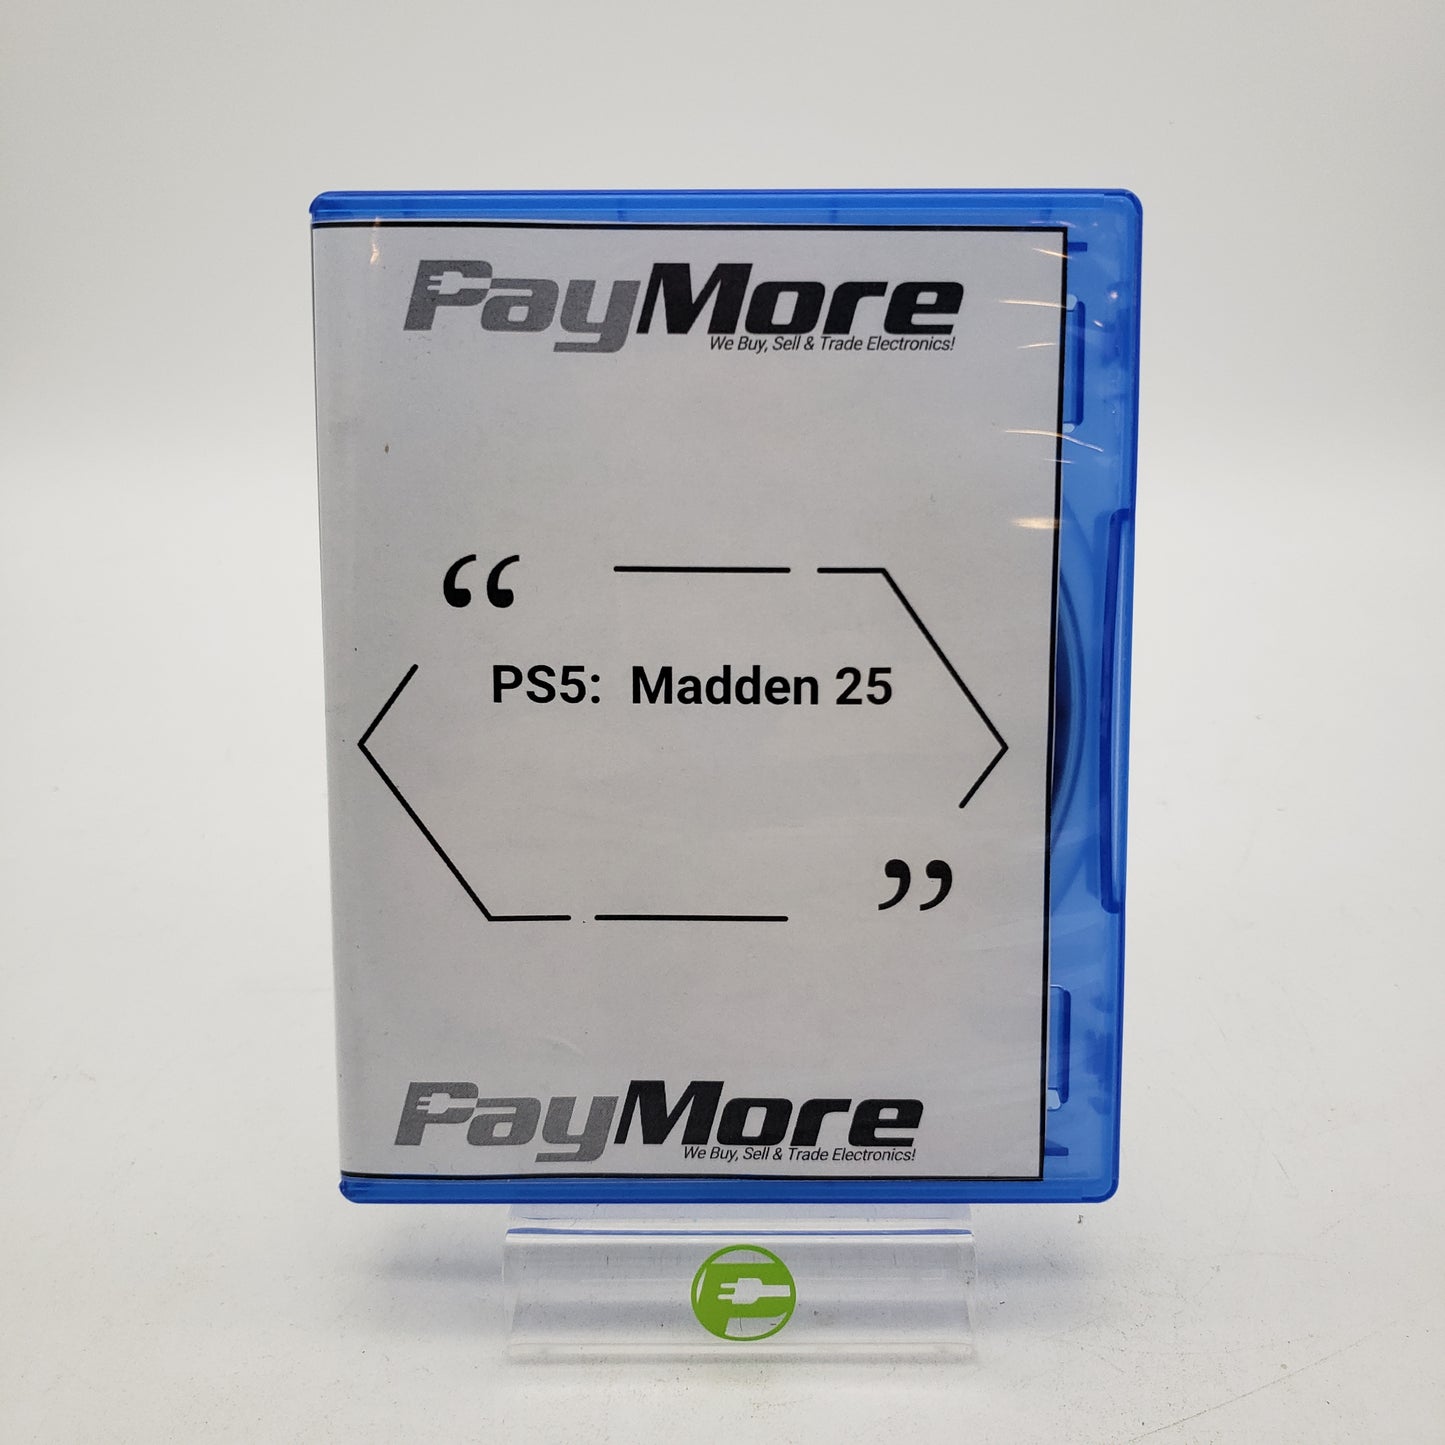 PayMore
We Buy, Sell & Trade Electronics!
“
PS5: Madden 25
”
PayMore
We Buy, Sell & Trade Electronics!